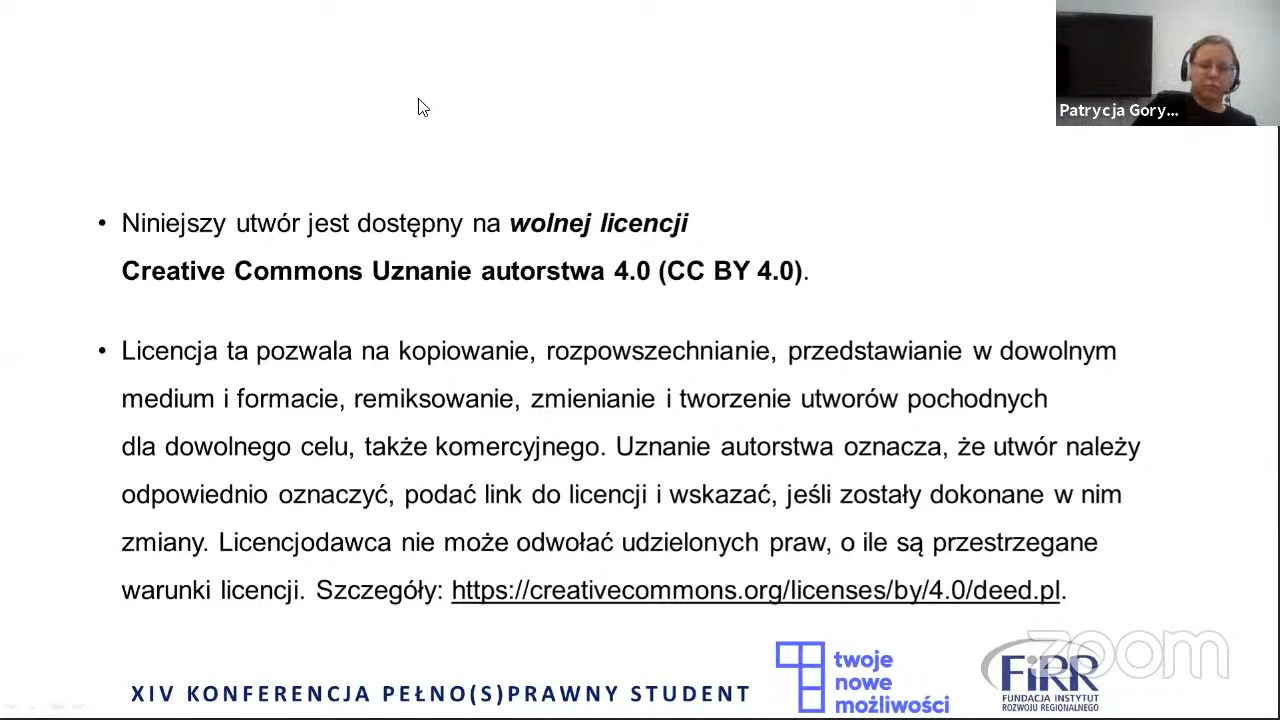 Patrycja Gory...
• Niniejszy utwór jest dostępny na wolnej licencji
Creative Commons Uznanie autorstwa 4.0 (CC BY 4.0).
• Licencja ta pozwala na kopiowanie, rozpowszechnianie, przedstawianie w dowolnym
medium i formacie, remiksowanie, zmienianie i tworzenie utworów pochodnych
dla dowolnego celu, także komercyjnego. Uznanie autorstwa oznacza, że utwór należy
odpowiednio oznaczyć, podać link do licencji i wskazać, jeśli zostały dokonane w nim
zmiany. Licencjodawca nie może odwołać udzielonych praw, o ile są przestrzegane
warunki licencji. Szczegóły: https://creativecommons.org/licenses/by/4.0/deed.pl.
XIV KONFERENCJA PEŁNO(S)PRAWNY STUDENT
twoje
nowe
możliwości
FiRR
FUNDACJA INSTYTUT
ROZWOJU REGIONALNEGO
zoom